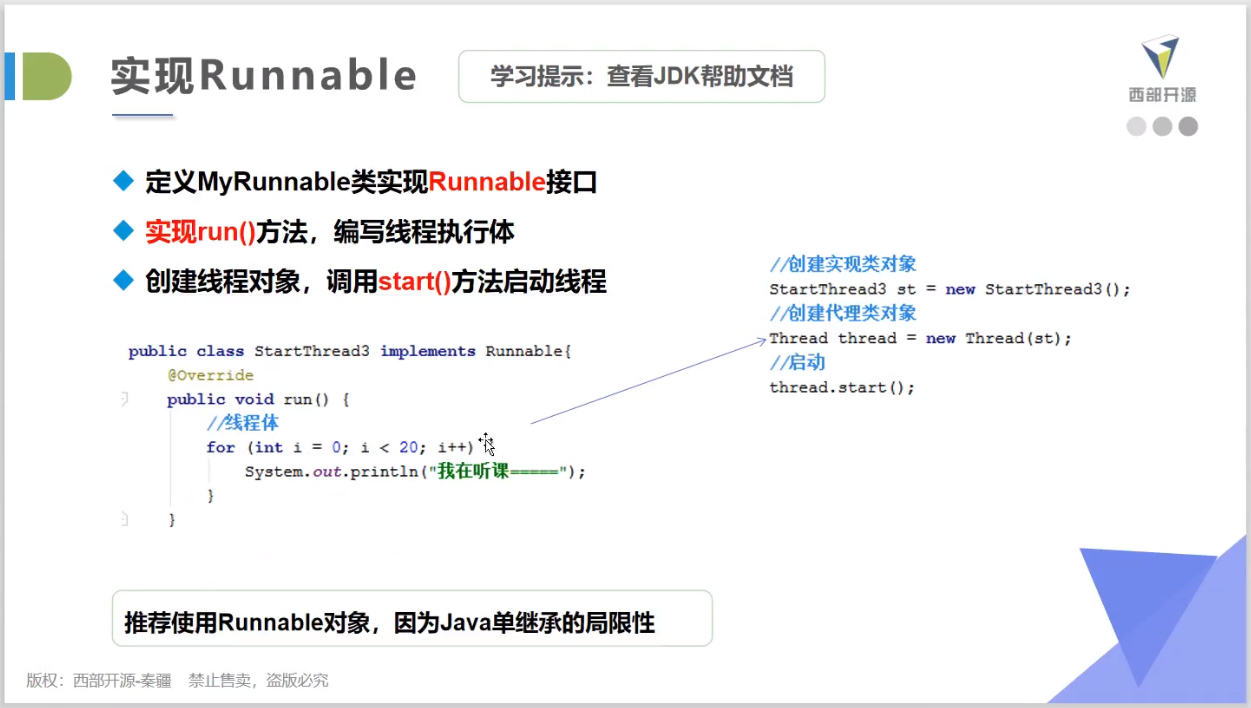 实现Runnable
学习提示：查看JDK帮助文档
西部开源
定义MyRunnable类实现Runnable接口
实现run()方法，编写线程执行体
创建线程对象，调用start()方法启动线程
public class StartThread3 implements Runnable{
@Override
public void run() {
//线程体
for (int i = 0; i < 20; i++)
System.out.println("我在听课=====");
}
}
//创建实现类对象
StartThread3 st = new StartThread3();
//创建代理类对象
Thread thread = new Thread(st);
//启动
thread.start();
推荐使用Runnable对象，因为Java单继承的局限性
版权：西部开源-秦疆 禁止售卖，盗版必究